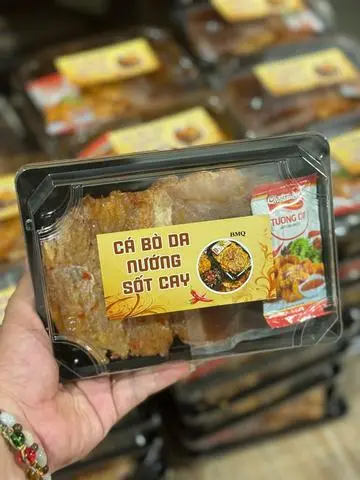 CÁ BÒ DA
NƯỚNG
SỐT CAY
BMQ
TƯƠNG ỚT